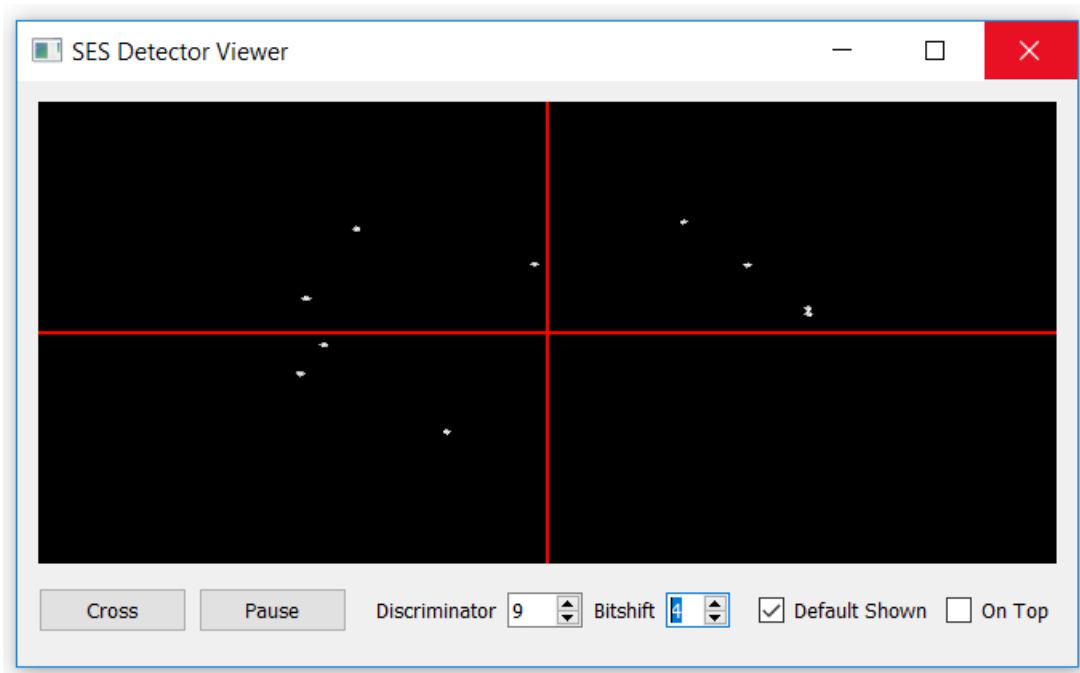 SES Detector Viewer
Cross Pause Discriminator 9 Bitshift 4 Default Shown On Top